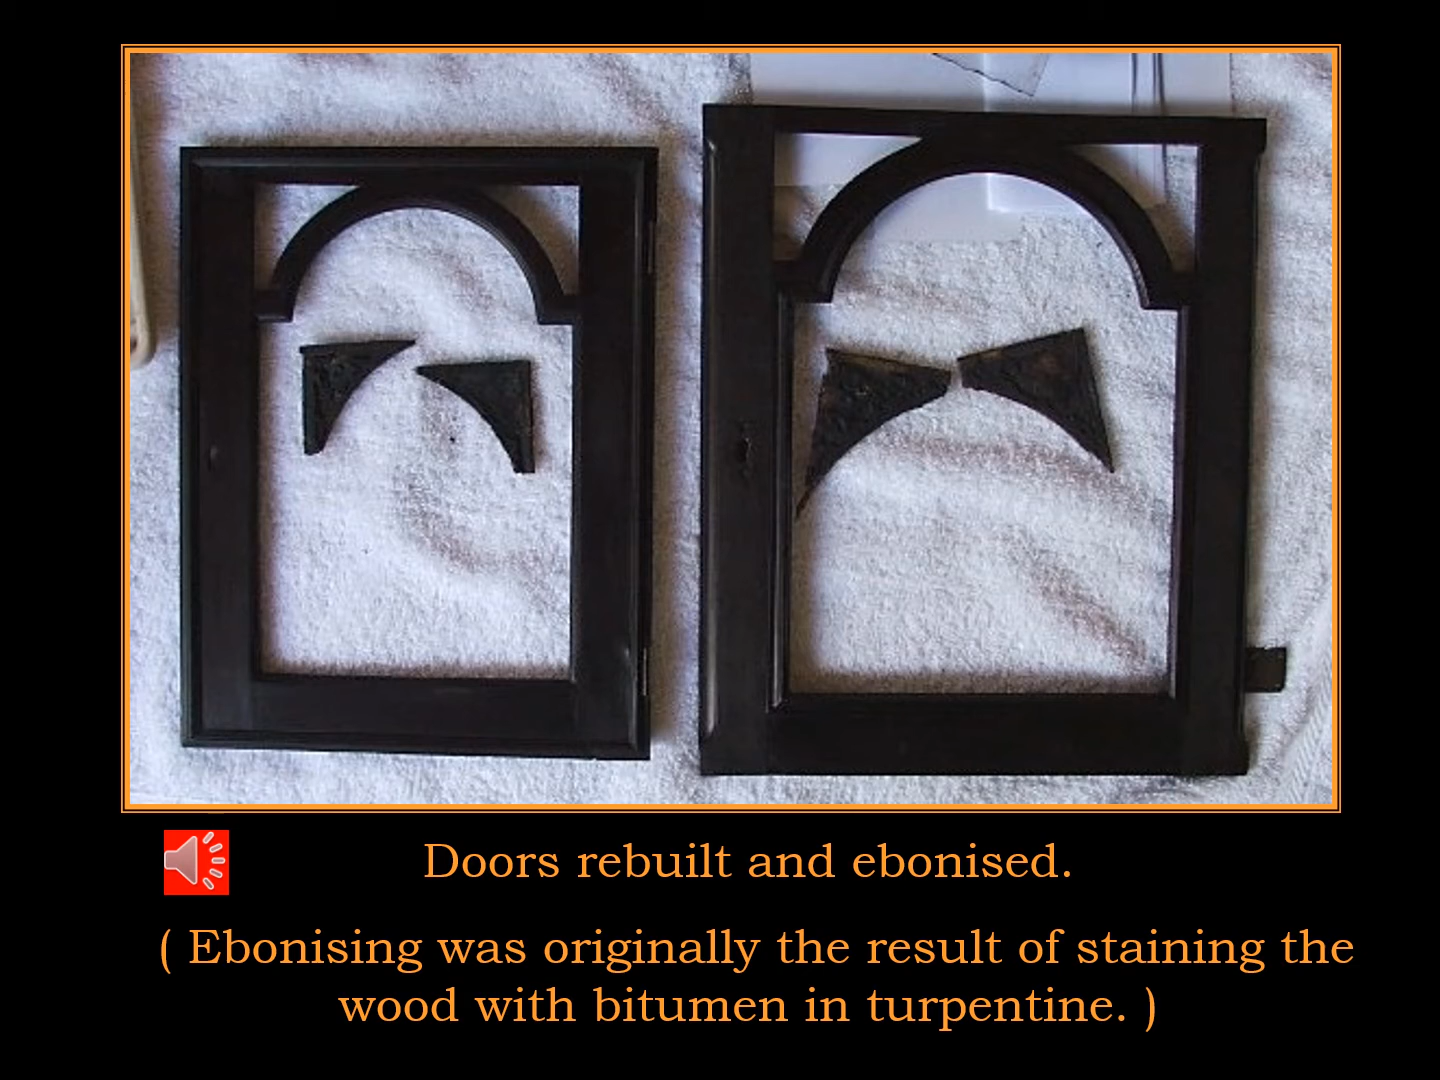 Doors rebuilt and ebonised.
( Ebonising was originally the result of staining the
wood with bitumen in turpentine. )